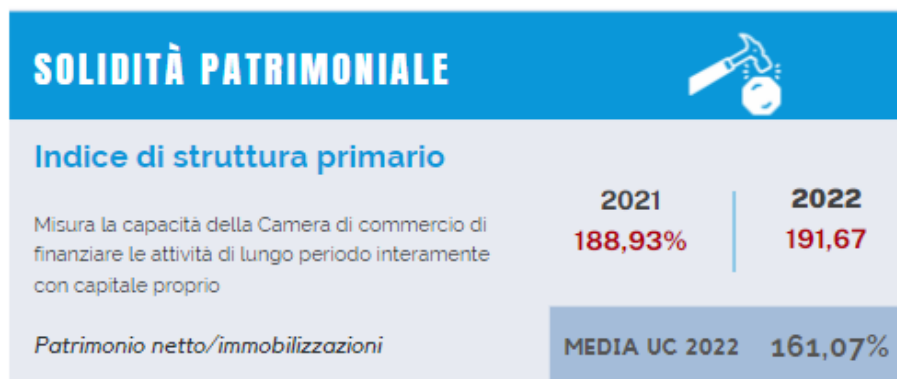 SOLIDITÀ PATRIMONIALE
Indice di struttura primario
Misura la capacità della Camera di commercio di
finanziare le attività di lungo periodo interamente
con capitale proprio
Patrimonio netto/immobilizzazioni
2021
188,93%
2022
191,67
MEDIA UC 2022 161,07%